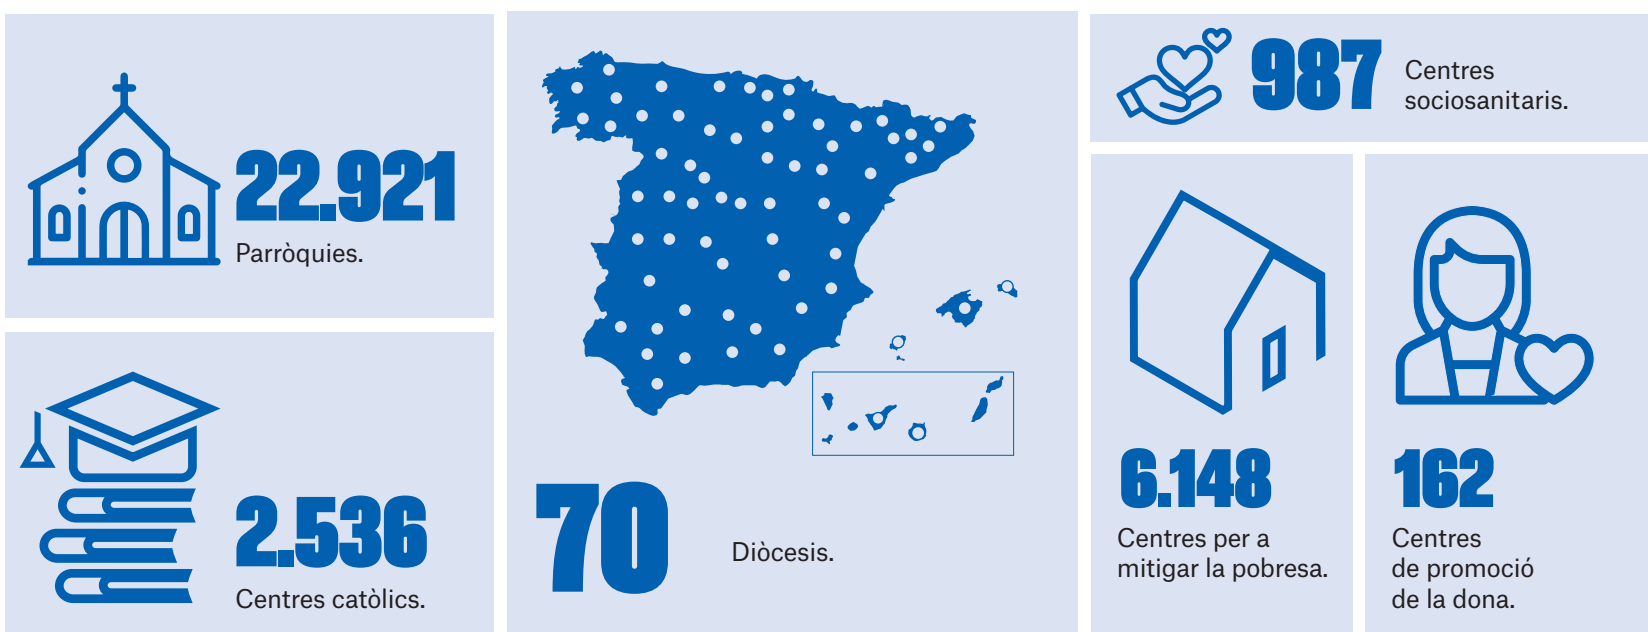 22.921
Parròquies.
2.536
Centres catòlics.
70
Diòcesis.
987
Centres
sociosanitaris.
6.148
Centres per a
mitigar la pobresa.
162
Centres
de promoció
de la dona.